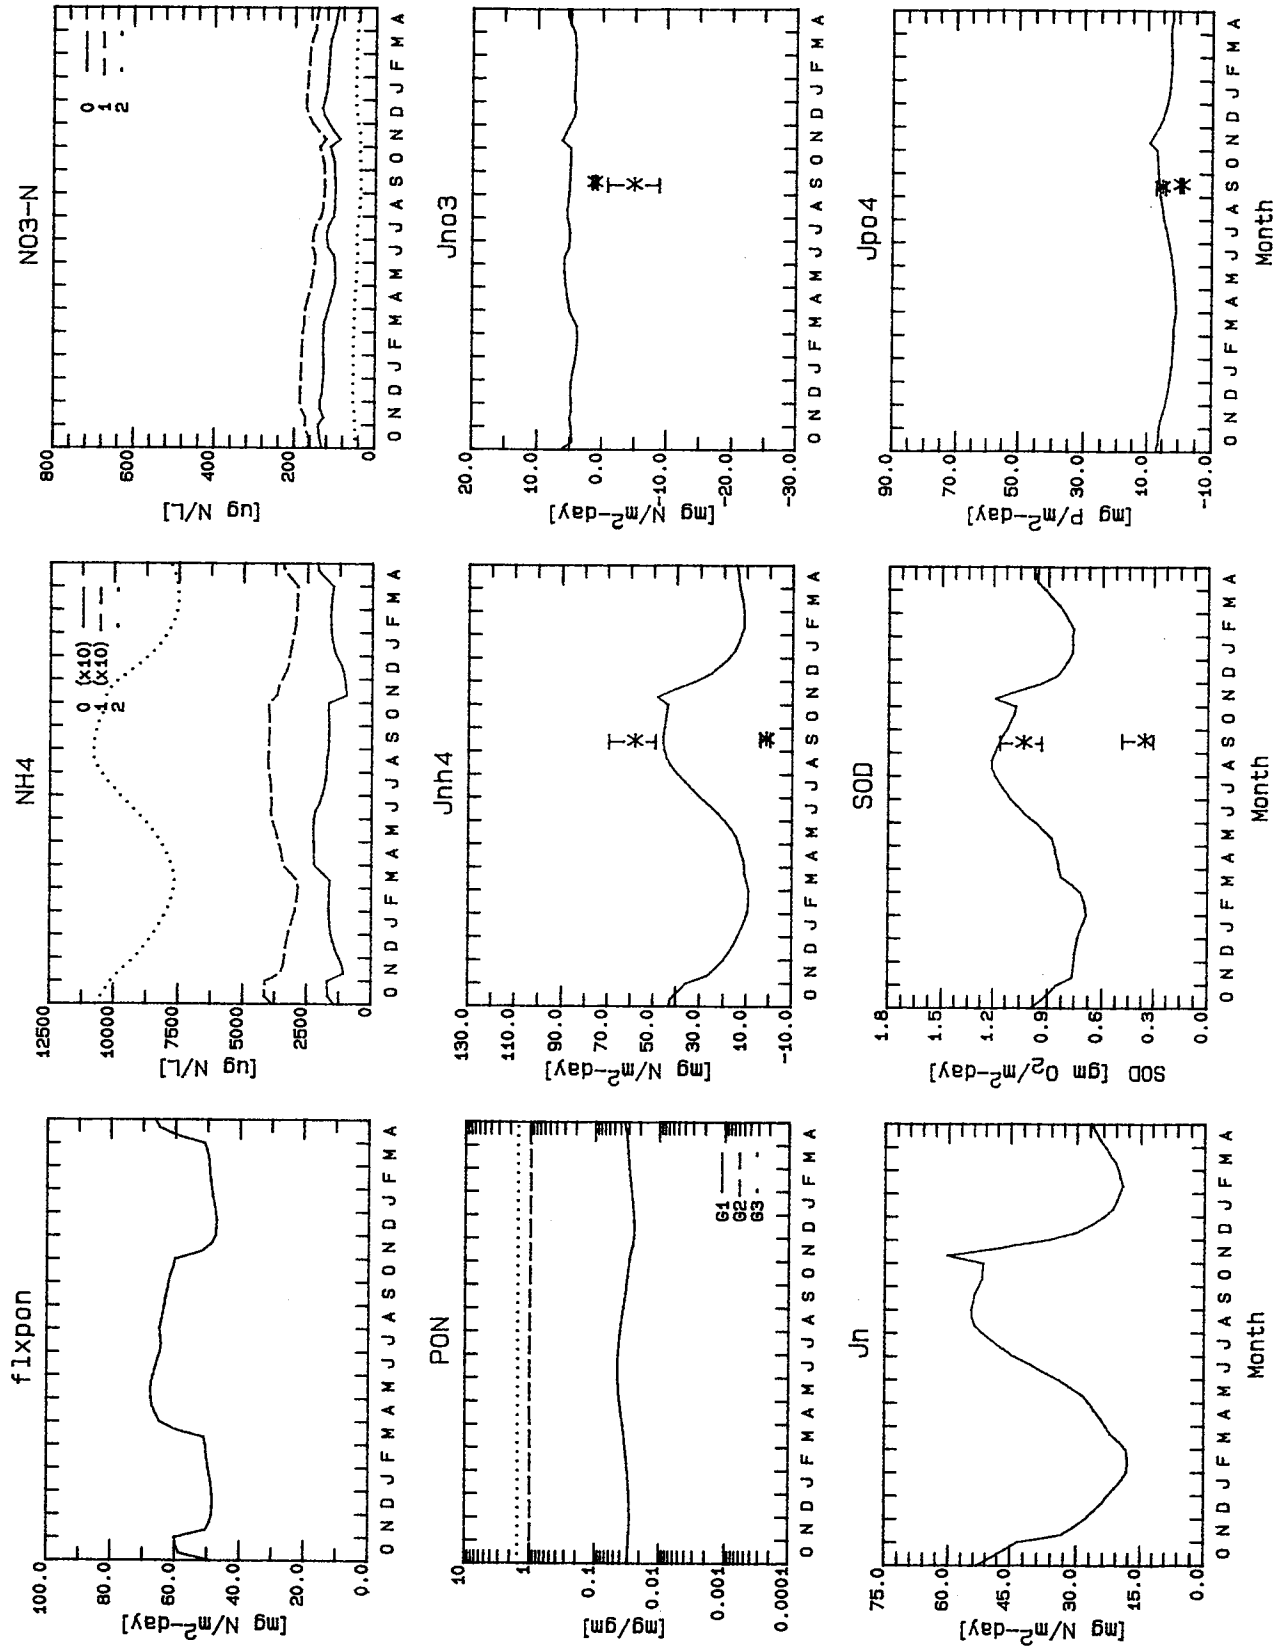 flxpon
100.0
80.0
60.0
40.0
20.0
0.0
[mg N/m²-day]
O N D J F M A M J J A S O N D J F M A
NH4
12500
10000
7500
5000
2500
0
[ug N/L]
0 (x10)
1 (x10)
2
O N D J F M A M J J A S O N D J F M A
NO3-N
800
600
400
200
0
[ug N/L]
0
1
2
O N D J F M A M J J A S O N D J F M A
PON
10
1
0.1
0.01
0.001
0.0001
[mg/gm]
G1
G2
G3
O N D J F M A M J J A S O N D J F M A
Jnh4
130.0
110.0
90.0
70.0
50.0
30.0
10.0
-10.0
[mg N/m²-day]
O N D J F M A M J J A S O N D J F M A
Jno3
20.0
10.0
0.0
-10.0
-20.0
-30.0
[mg N/m²-day]
O N D J F M A M J J A S O N D J F M A
Jn
75.0
60.0
45.0
30.0
15.0
0.0
[mg N/m²-day]
O N D J F M A M J J A S O N D J F M A
Month
SOD
1.8
1.5
1.2
0.9
0.6
0.3
0.0
SOD [gm O₂/m²-day]
O N D J F M A M J J A S O N D J F M A
Month
Jpo4
90.0
70.0
50.0
30.0
10.0
-10.0
[mg P/m²-day]
O N D J F M A M J J A S O N D J F M A
Month